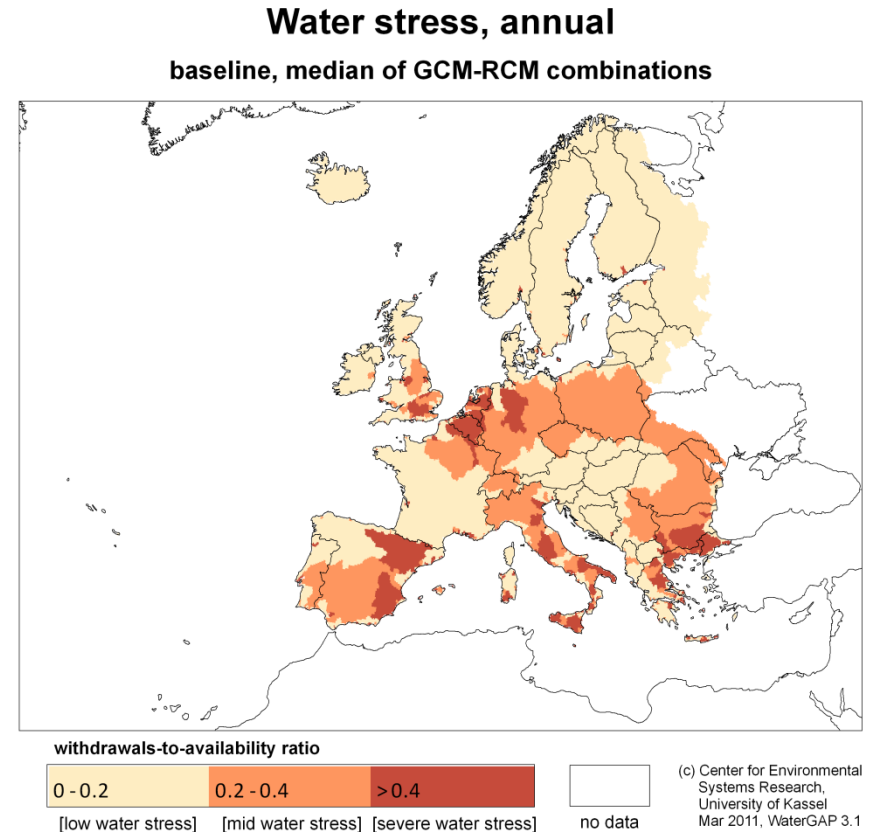 Water stress, annual
baseline, median of GCM-RCM combinations
withdrawals-to-availability ratio
0 - 0.2
0.2 - 0.4
>0.4
[low water stress]
[mid water stress]
[severe water stress]
no data
(c) Center for Environmental
Systems Research,
University of Kassel
Mar 2011, WaterGAP 3.1